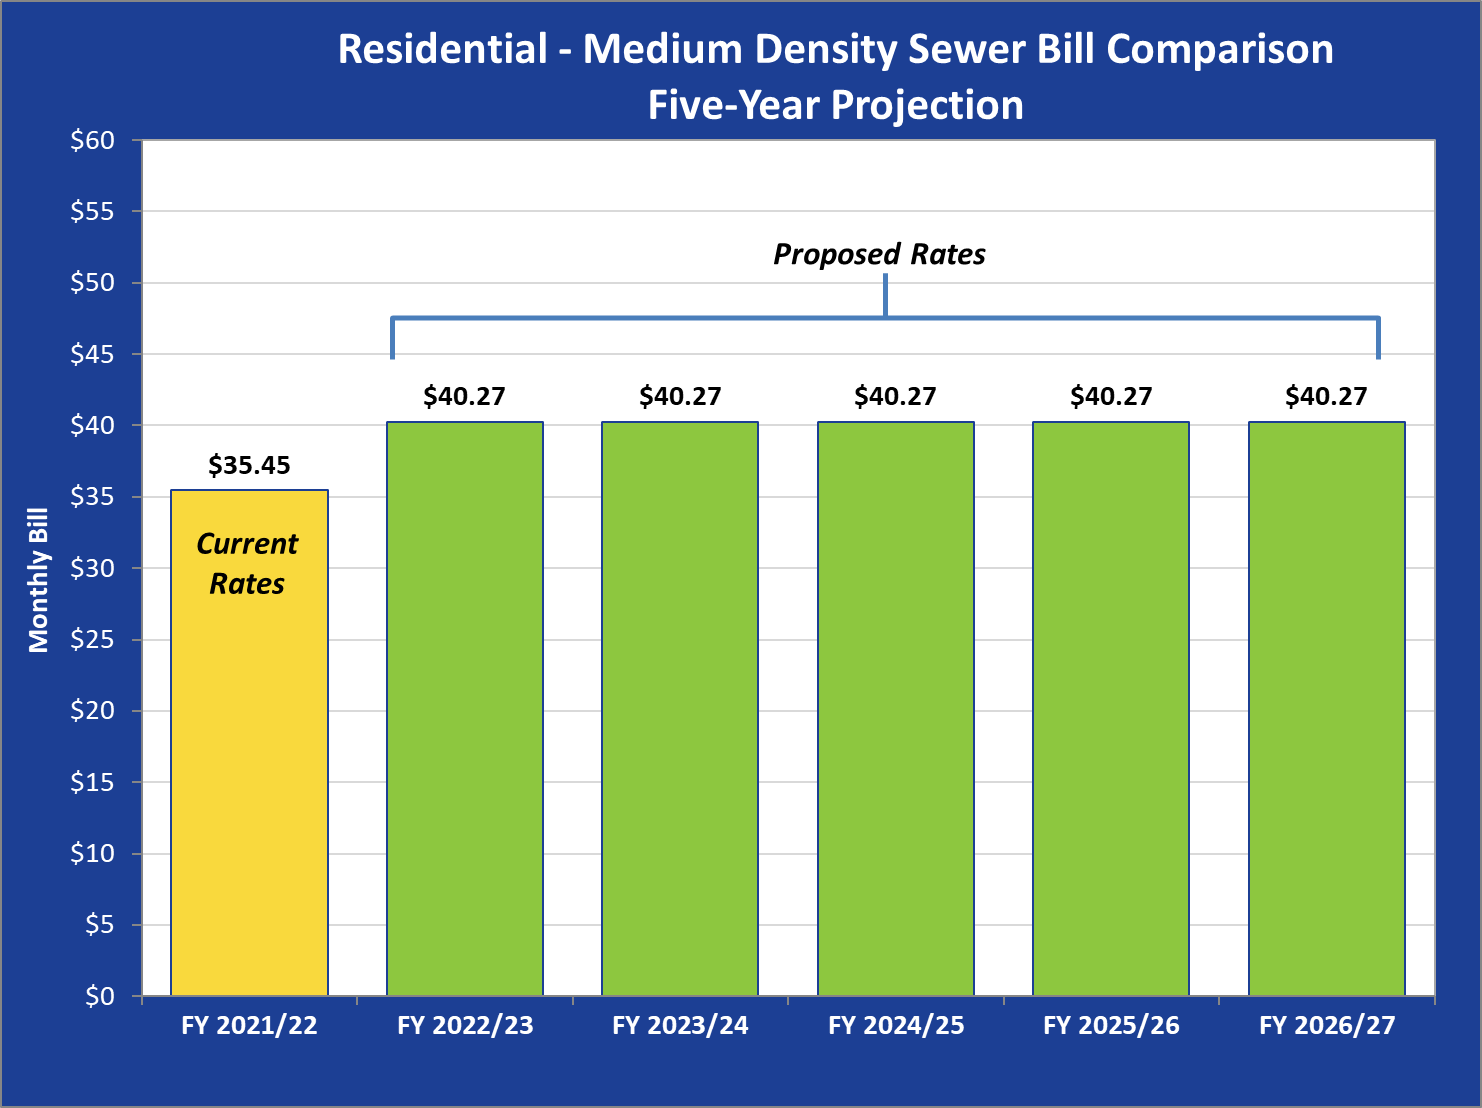 Residential - Medium Density Sewer Bill Comparison
Five-Year Projection
$60
$55
$50
$45
$40
$35
$30
$25
$20
$15
$10
$5
$0
Monthly Bill
Proposed Rates
$35.45
$40.27
$40.27
$40.27
$40.27
$40.27
Current
Rates
FY 2021/22
FY 2022/23
FY 2023/24
FY 2024/25
FY 2025/26
FY 2026/27